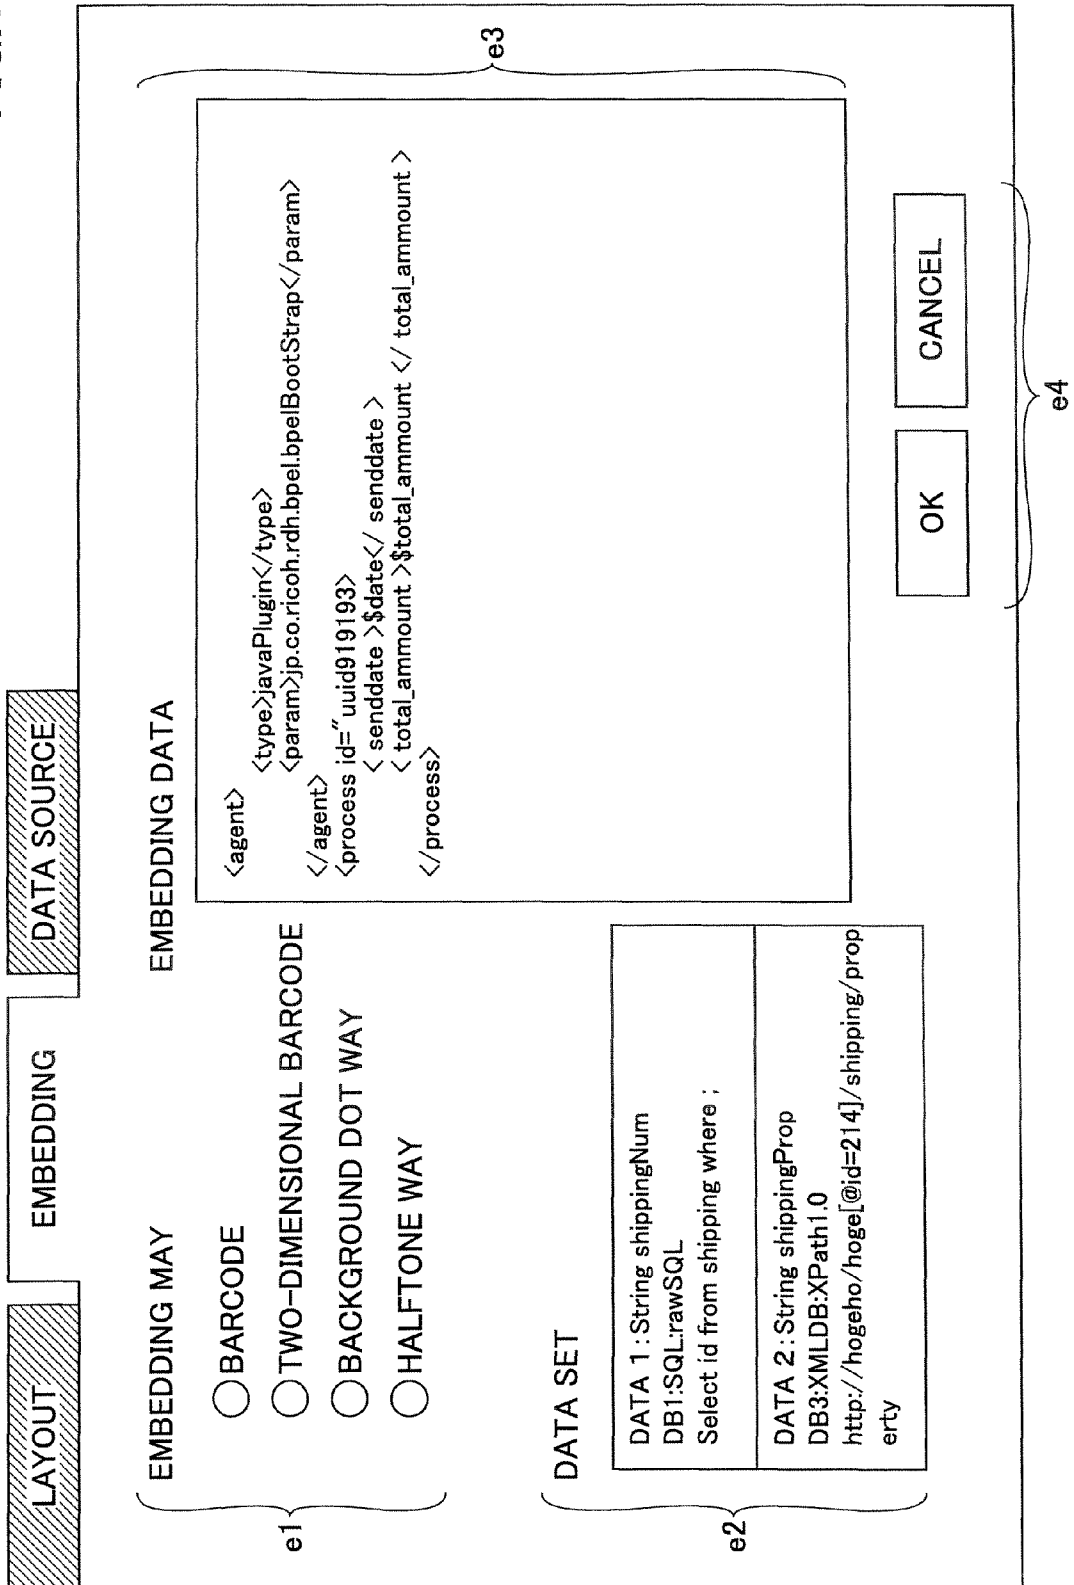 LAYOUT
EMBEDDING
DATA SOURCE
EMBEDDING MAY
BARCODE
TWO-DIMENSIONAL BARCODE
BACKGROUND DOT WAY
HALFTONE WAY
e1
DATA SET
DATA 1:String shippingNum
DB1:SQL:rawSQL
Select id from shipping where ;
DATA 2:String shippingProp
DB3:XMLDB:XPath1.0
http://hogeho/hoge[@id=214]/shipping/prop
erty
e2
EMBEDDING DATA
<agent>
<type>javaPlugin</type>
<param>jp.co.ricoh.rdh.bpel.bpelBootStrap</param>
</agent>
<process id="uuid919193>
< senddate >$date</ senddate >
< total_ammount >$total_ammount </ total_ammount >
</process>
e3
OK
CANCEL
e4